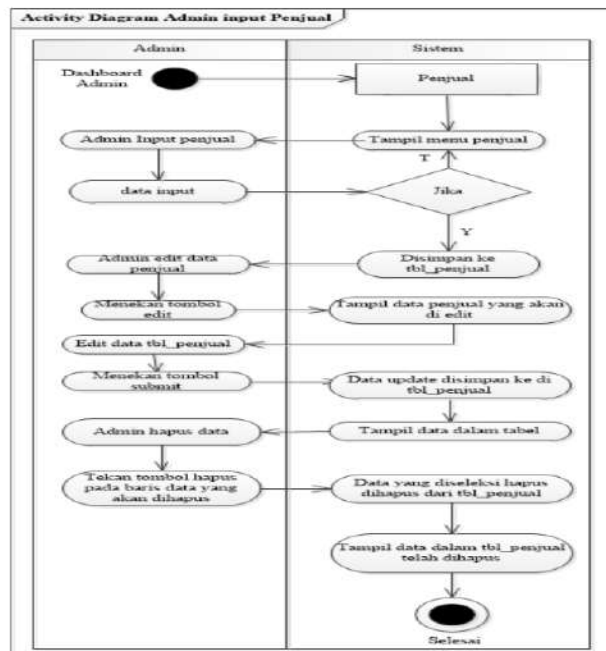 Activity Diagram Admin input Penjual
Admin
Sistem
Dashboard
Admin
Penjual
Admin Input penjual
Tampil menu penjual
T
data input
Jika
Y
Admin edit data
penjual
Disimpan ke
tbl_penjual
Menekan tombol
edit
Tampil data penjual yang akan
di edit
Edit data tbl_penjual
Menekan tombol
submit
Data update disimpan ke di
tbl_penjual
Admin hapus data
Tampil data dalam tabel
Tekan tombol hapus
pada baris data yang
akan dihapus
Data yang diseleksi hapus
dihapus dari tbl_penjual
Tampil data dalam tbl_penjual
telah dihapus
Selesai